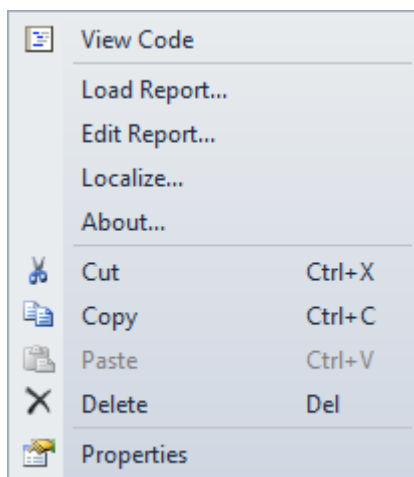 View Code
Load Report...
Edit Report...
Localize...
About...
Cut Ctrl+X
Copy Ctrl+C
Paste Ctrl+V
Delete Del
Properties